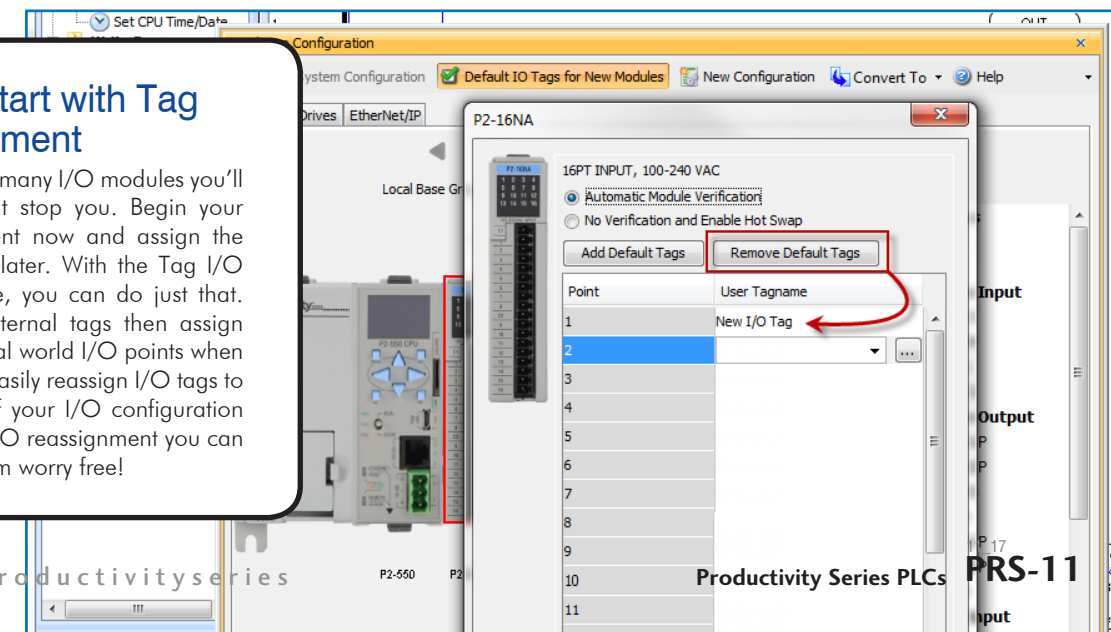 Set CPU Time/Date
OUT
Configuration
ystem Configuration
Default IO Tags for New Modules
New Configuration
Convert To
Help
Drives
EtherNet/IP
Local Base Gr
tart with Tag
ment
many I/O modules you'll
t stop you. Begin your
ent now and assign the
later. With the Tag I/O
e, you can do just that.
ternal tags then assign
al world I/O points when
asily reassign I/O tags to
f your I/O configuration
O reassignment you can
m worry free!
P2-550 CPU
P2-550
P2
P2-16NA
P2-16NA
16PT INPUT, 100-240 VAC
Automatic Module Verification
No Verification and Enable Hot Swap
Add Default Tags
Remove Default Tags
Point
User Tagname
1
New I/O Tag
2
...
3
4
5
6
7
8
9
10
11
Input
Output
P
P
P_17
nput
roductivityseries
Productivity Series PLCs
PRS-11